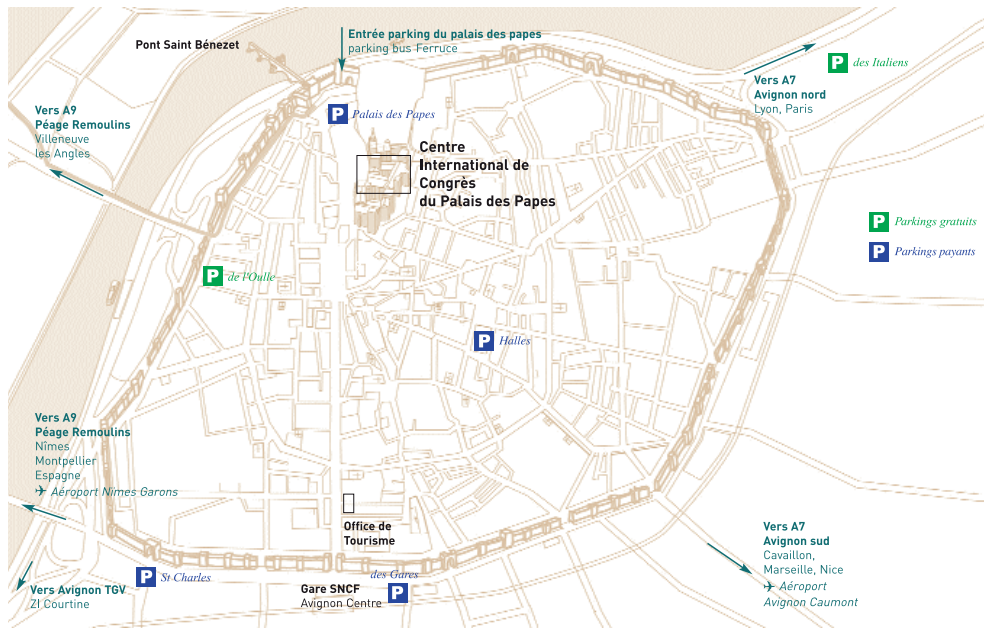 Entrée parking du palais des papes
parking bus Ferruce
Pont Saint Bénezet
P des Italiens
Vers A7
Avignon nord
Lyon, Paris
Vers A9
Péage Remoulins
Villeneuve
les Angles
P Palais des Papes
Centre
International de
Congrès
du Palais des Papes
P Parkings gratuits
P Parkings payants
P de l'Oulle
P Halles
Vers A9
Péage Remoulins
Nîmes
Montpellier
Espagne
Aéroport Nîmes Garons
Office de
Tourisme
Vers A7
Avignon sud
Cavaillon,
Marseille, Nice
Aéroport
Avignon Caumont
Vers Avignon TGV
ZI Courtine
P St Charles
des Gares
P
Gare SNCF
Avignon Centre